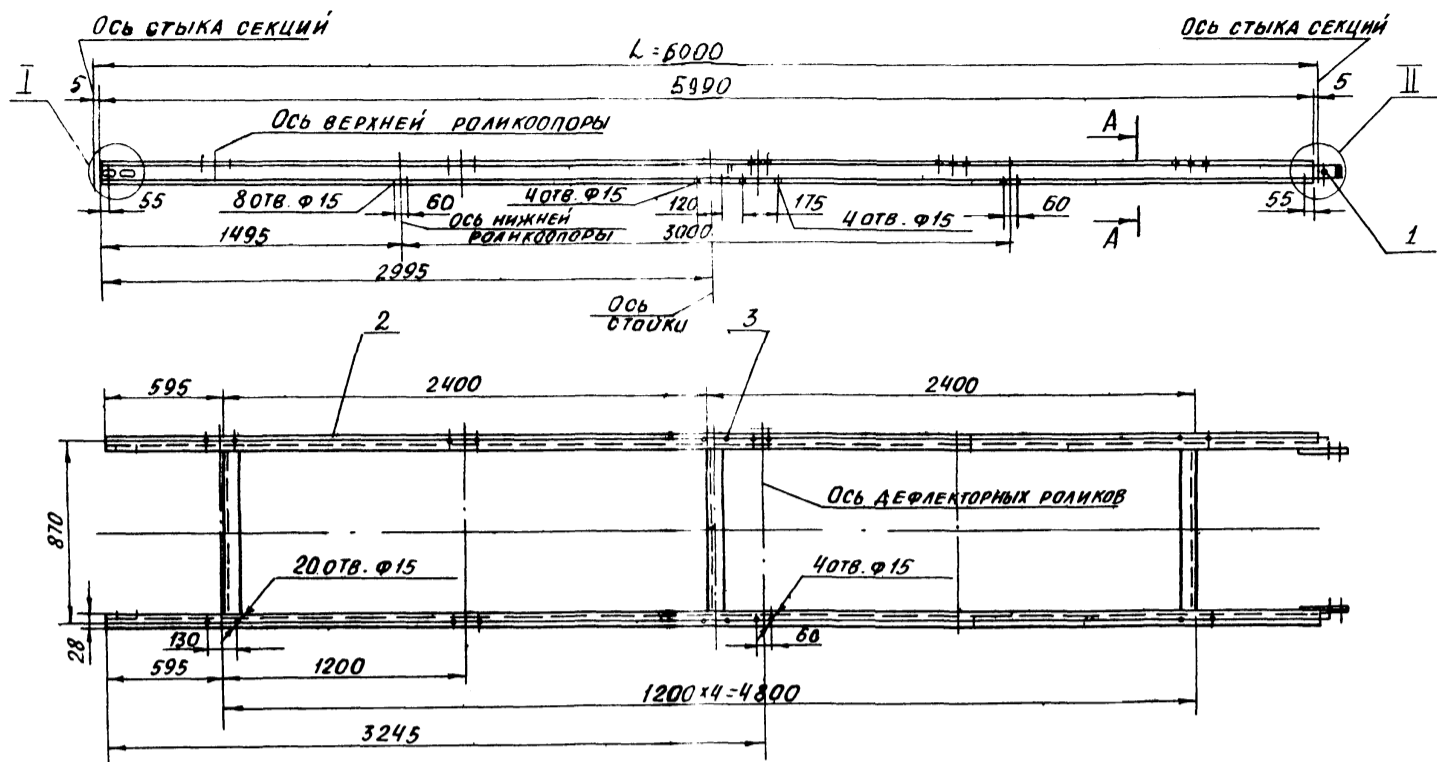 Ось стыка секций
Ось стыка секций
L=6000
5
5990
5
I
II
Ось верхней роликоопоры
А
55
8 отв. Ф15
60
4 отв. Ф15
120
175
4 отв. Ф15
60
55
Ось нижней
роликоопоры
1495
3000
А
1
2995
Ось
стойки
2
3
595
2400
2400
870
Ось дефлекторных роликов
20 отв. Ф15
4 отв. Ф15
28
130
60
595
1200
1200×4=4800
3245